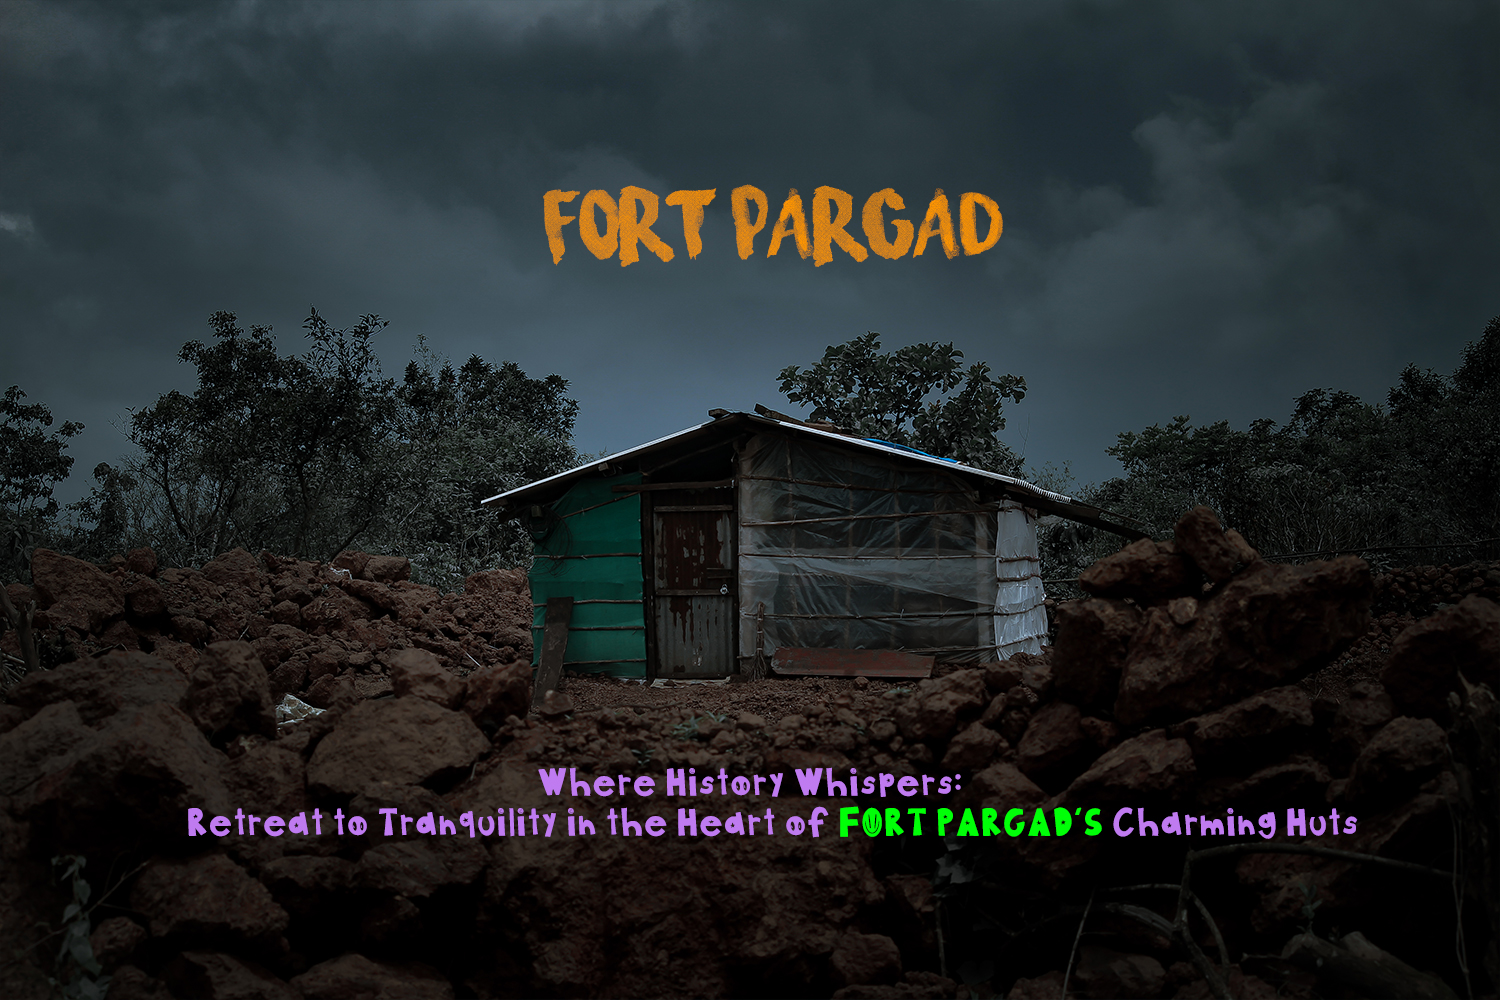 FORT PARGAD
Where History Whispers:
Retreat to Tranquility in the Heart of FORT PARGAD'S Charming Huts